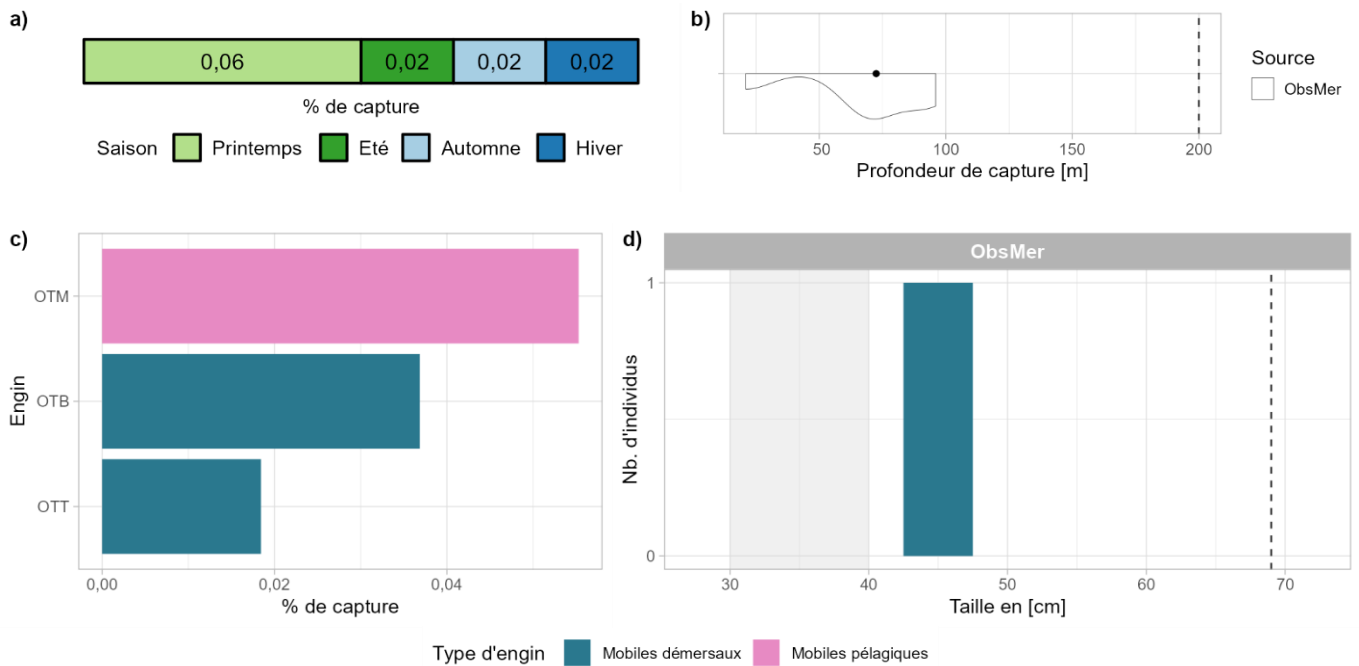 a)
0,06 0,02 0,02 0,02
% de capture
Saison Printemps Eté Automne Hiver
b)
50 100 150 200
Profondeur de capture [m]
Source
ObsMer
c)
Engin
OTM
OTB
OTT
0,00 0,02 0,04
% de capture
d)
ObsMer
Nb. d'individus
1
0
30 40 50 60 70
Taille en [cm]
Type d'engin Mobiles démersaux Mobiles pélagiques